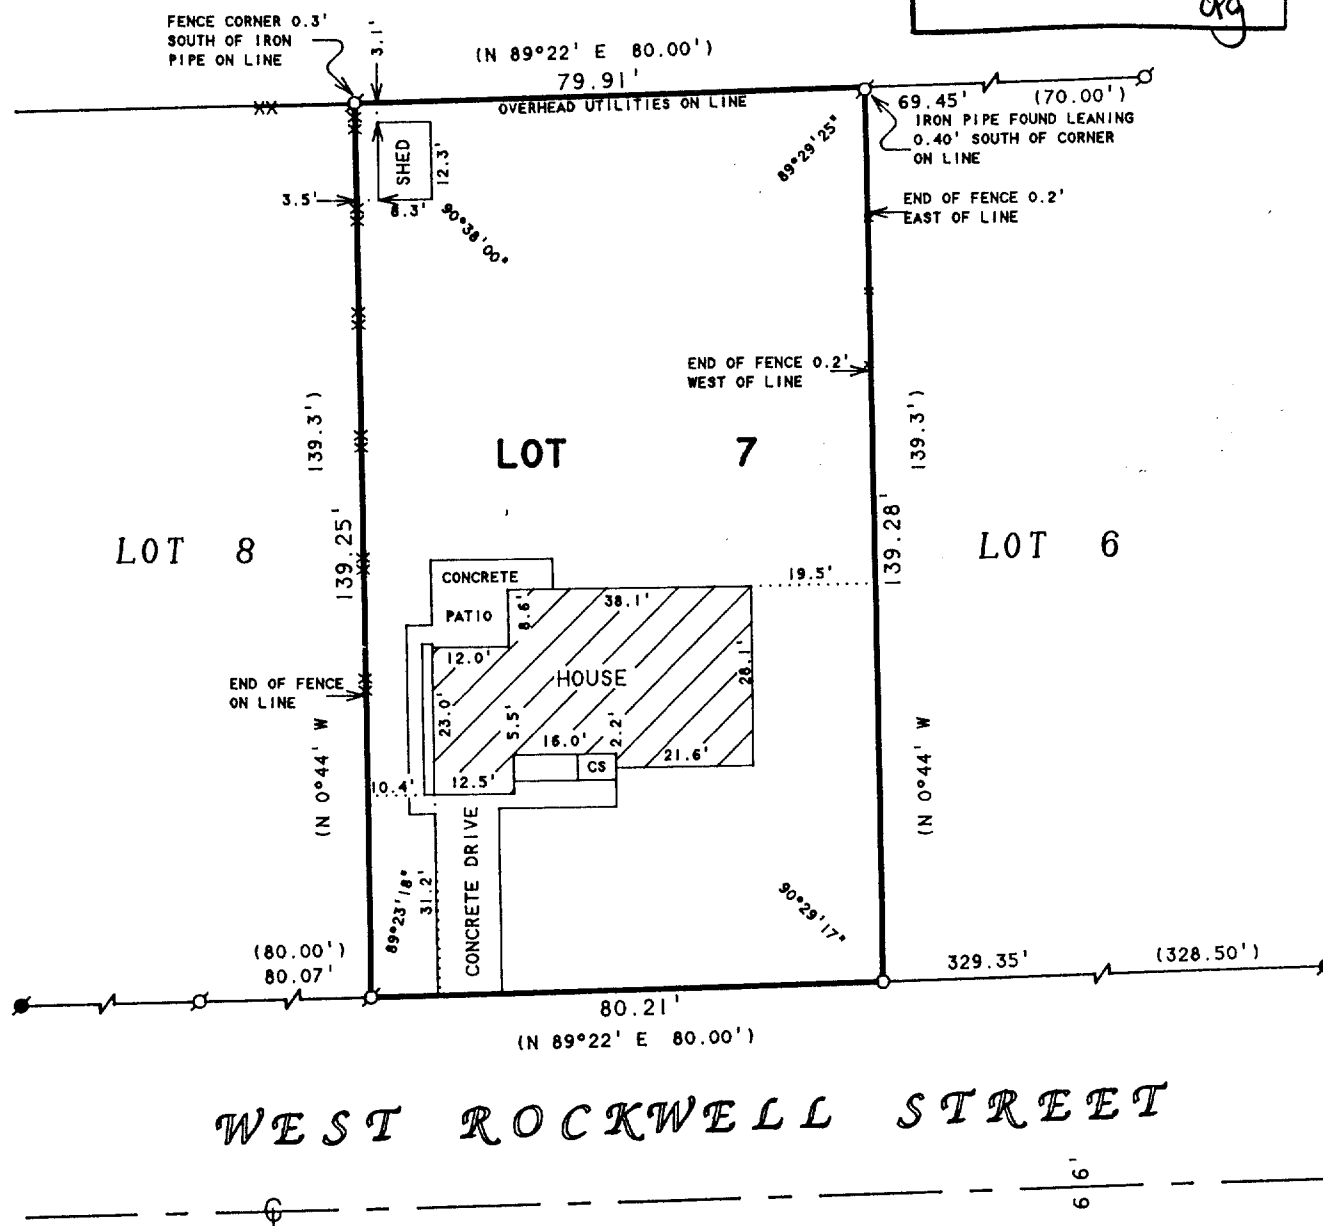 FENCE CORNER 0.3'
SOUTH OF IRON
PIPE ON LINE
3.1'
(N 89°22' E 80.00')
79.91'
OVERHEAD UTILITIES ON LINE
69.45'
(70.00')
IRON PIPE FOUND LEANING
0.40' SOUTH OF CORNER
ON LINE
89°29'25"
SHED
12.3'
3.5'
8.3'
90°38'00"
END OF FENCE 0.2'
EAST OF LINE
END OF FENCE 0.2'
WEST OF LINE
139.3')
139.3')
LOT 7
139.25'
139.28'
LOT 8
LOT 6
CONCRETE
PATIO
19.5'
8.6'
38.1'
12.0'
HOUSE
28.1'
END OF FENCE
ON LINE
23.0'
5.5'
16.0'
2.2'
21.6'
CS
10.4'
12.5'
(N 0°44' W
(N 0°44' W
CONCRETE DRIVE
89°23'18"
31.2'
90°29'17"
(80.00')
80.07'
329.35'
(328.50')
80.21'
(N 89°22' E 80.00')
WEST ROCKWELL STREET
66'